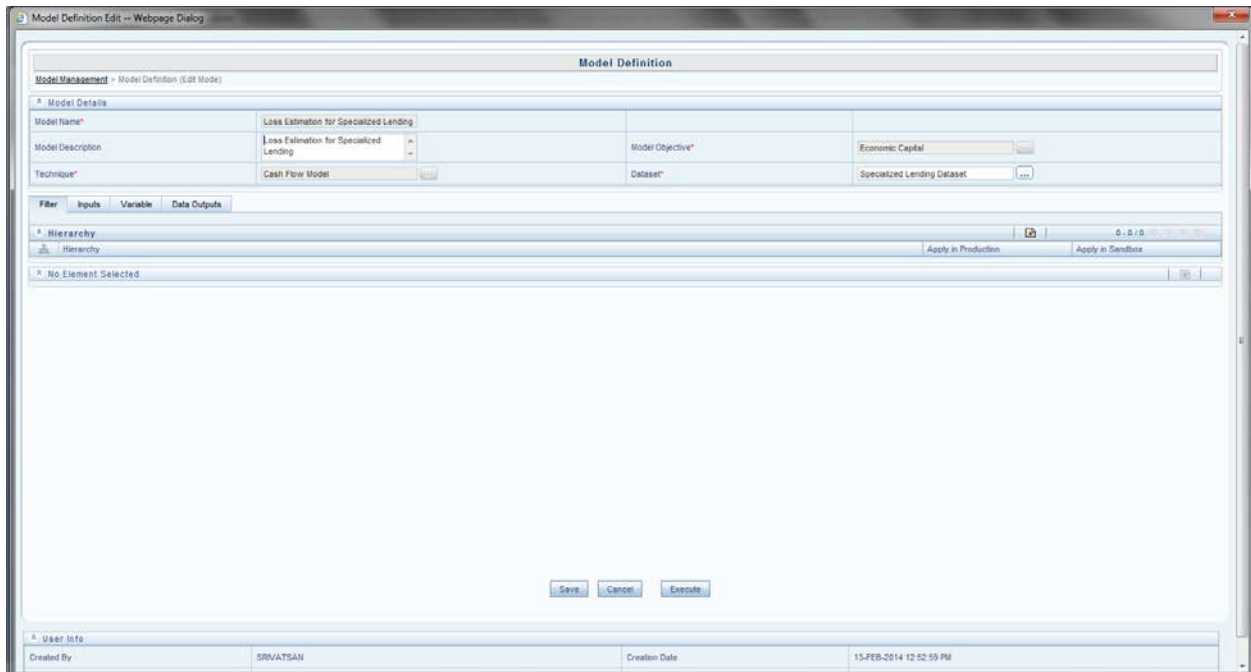 Model Definition Edit -- Webpage Dialog
Model Definition
Model Management > Model Definition (Edit Mode)
Model Details
Model Name* Loss Estimation for Specialized Lending
Model Description Loss Estimation for Specialized
Lending
Model Objective* Economic Capital ...
Technique* Cash Flow Model ... Dataset* Specialized Lending Dataset ...
Filter Inputs Variable Data Outputs
Hierarchy 0 - 0 / 0
Hierarchy Apply in Production Apply in Sandbox
No Element Selected
Save Cancel Execute
User Info
Created By SRIVATSAN Creation Date 13-FEB-2014 12:52:59 PM